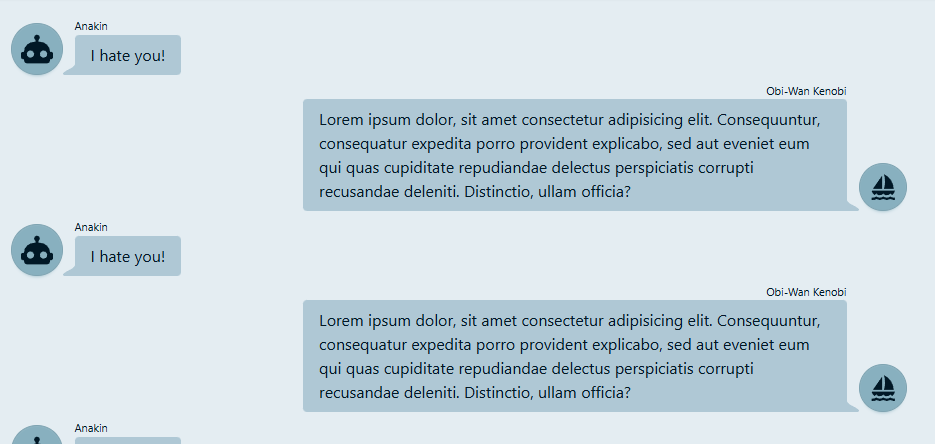 Anakin
I hate you!
Obi-Wan Kenobi
Lorem ipsum dolor, sit amet consectetur adipisicing elit. Consequuntur,
consequatur expedita porro provident explicabo, sed aut eveniet eum
qui quas cupiditate repudiandae delectus perspiciatis corrupti
recusandae deleniti. Distinctio, ullam officia?
Anakin
I hate you!
Obi-Wan Kenobi
Lorem ipsum dolor, sit amet consectetur adipisicing elit. Consequuntur,
consequatur expedita porro provident explicabo, sed aut eveniet eum
qui quas cupiditate repudiandae delectus perspiciatis corrupti
recusandae deleniti. Distinctio, ullam officia?
Anakin